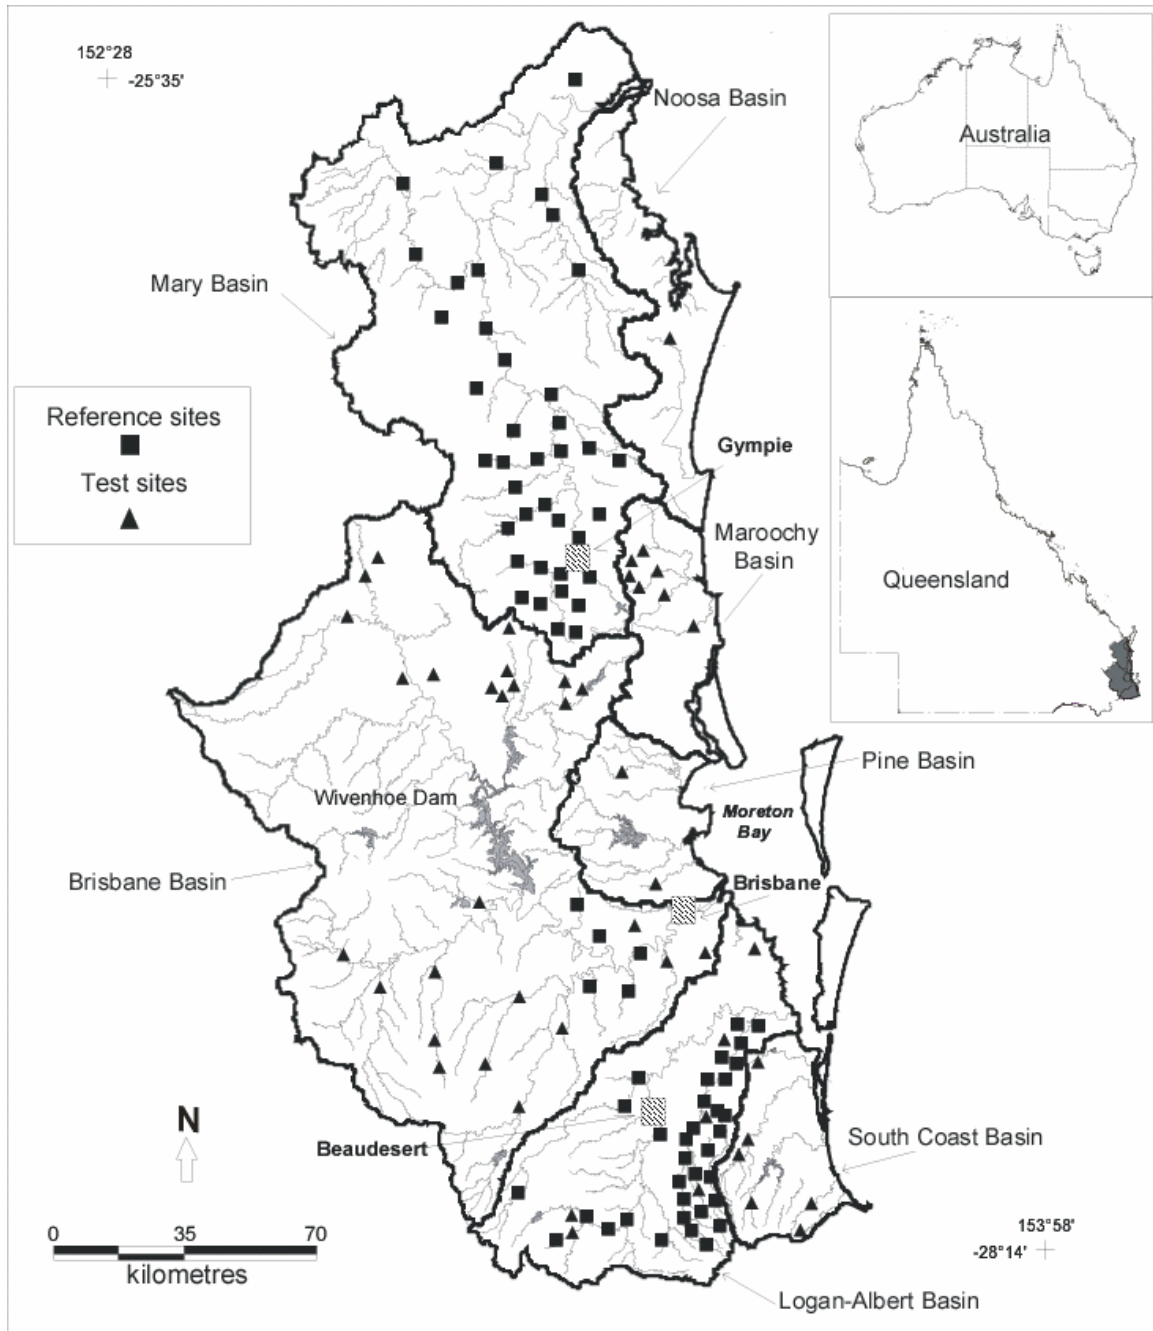 152°28
-25°35'
Noosa Basin
Australia
Mary Basin
Reference sites
Test sites
Gympie
Maroochy
Basin
Queensland
Pine Basin
Wivenhoe Dam
Moreton
Bay
Brisbane Basin
Brisbane
N
Beaudesert
South Coast Basin
0 35 70
kilometres
153°58'
-28°14'
Logan-Albert Basin